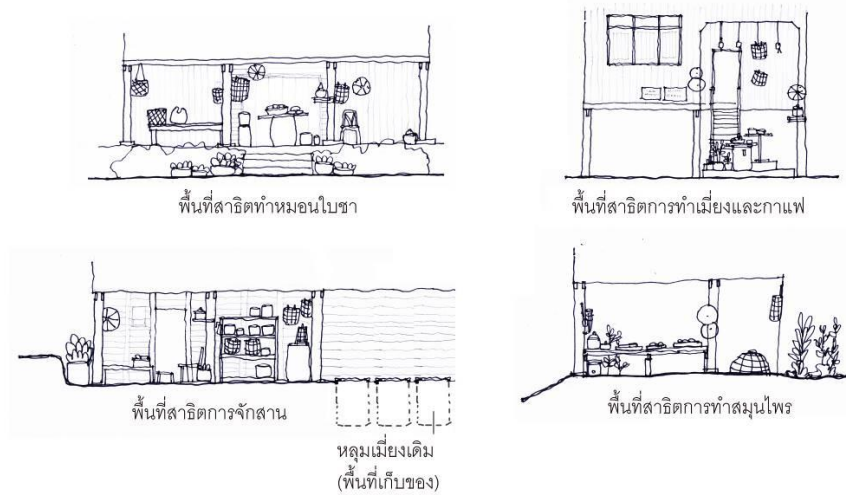 พื้นที่สาธิตทำหมอนใบชา
พื้นที่สาธิตการทำเมี่ยงและกาแฟ
พื้นที่สาธิตการจักสาน
พื้นที่สาธิตการทำสมุนไพร
หลุมเมี่ยงเดิม
(พื้นที่เก็บของ)